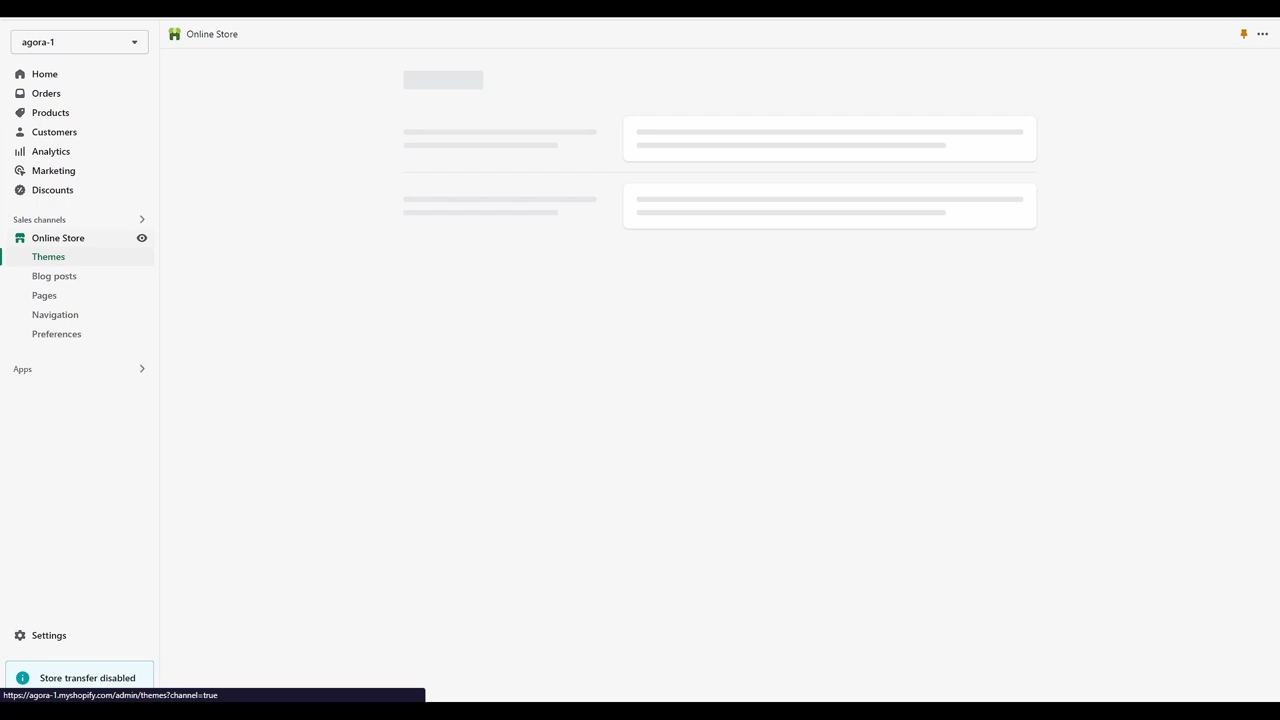 agora-1
Online Store
Home
Orders
Products
Customers
Analytics
Marketing
Discounts
Sales channels
Online Store
Themes
Blog posts
Pages
Navigation
Preferences
Apps
Settings
Store transfer disabled
https://agora-1.myshopify.com/admin/themes?channel=true